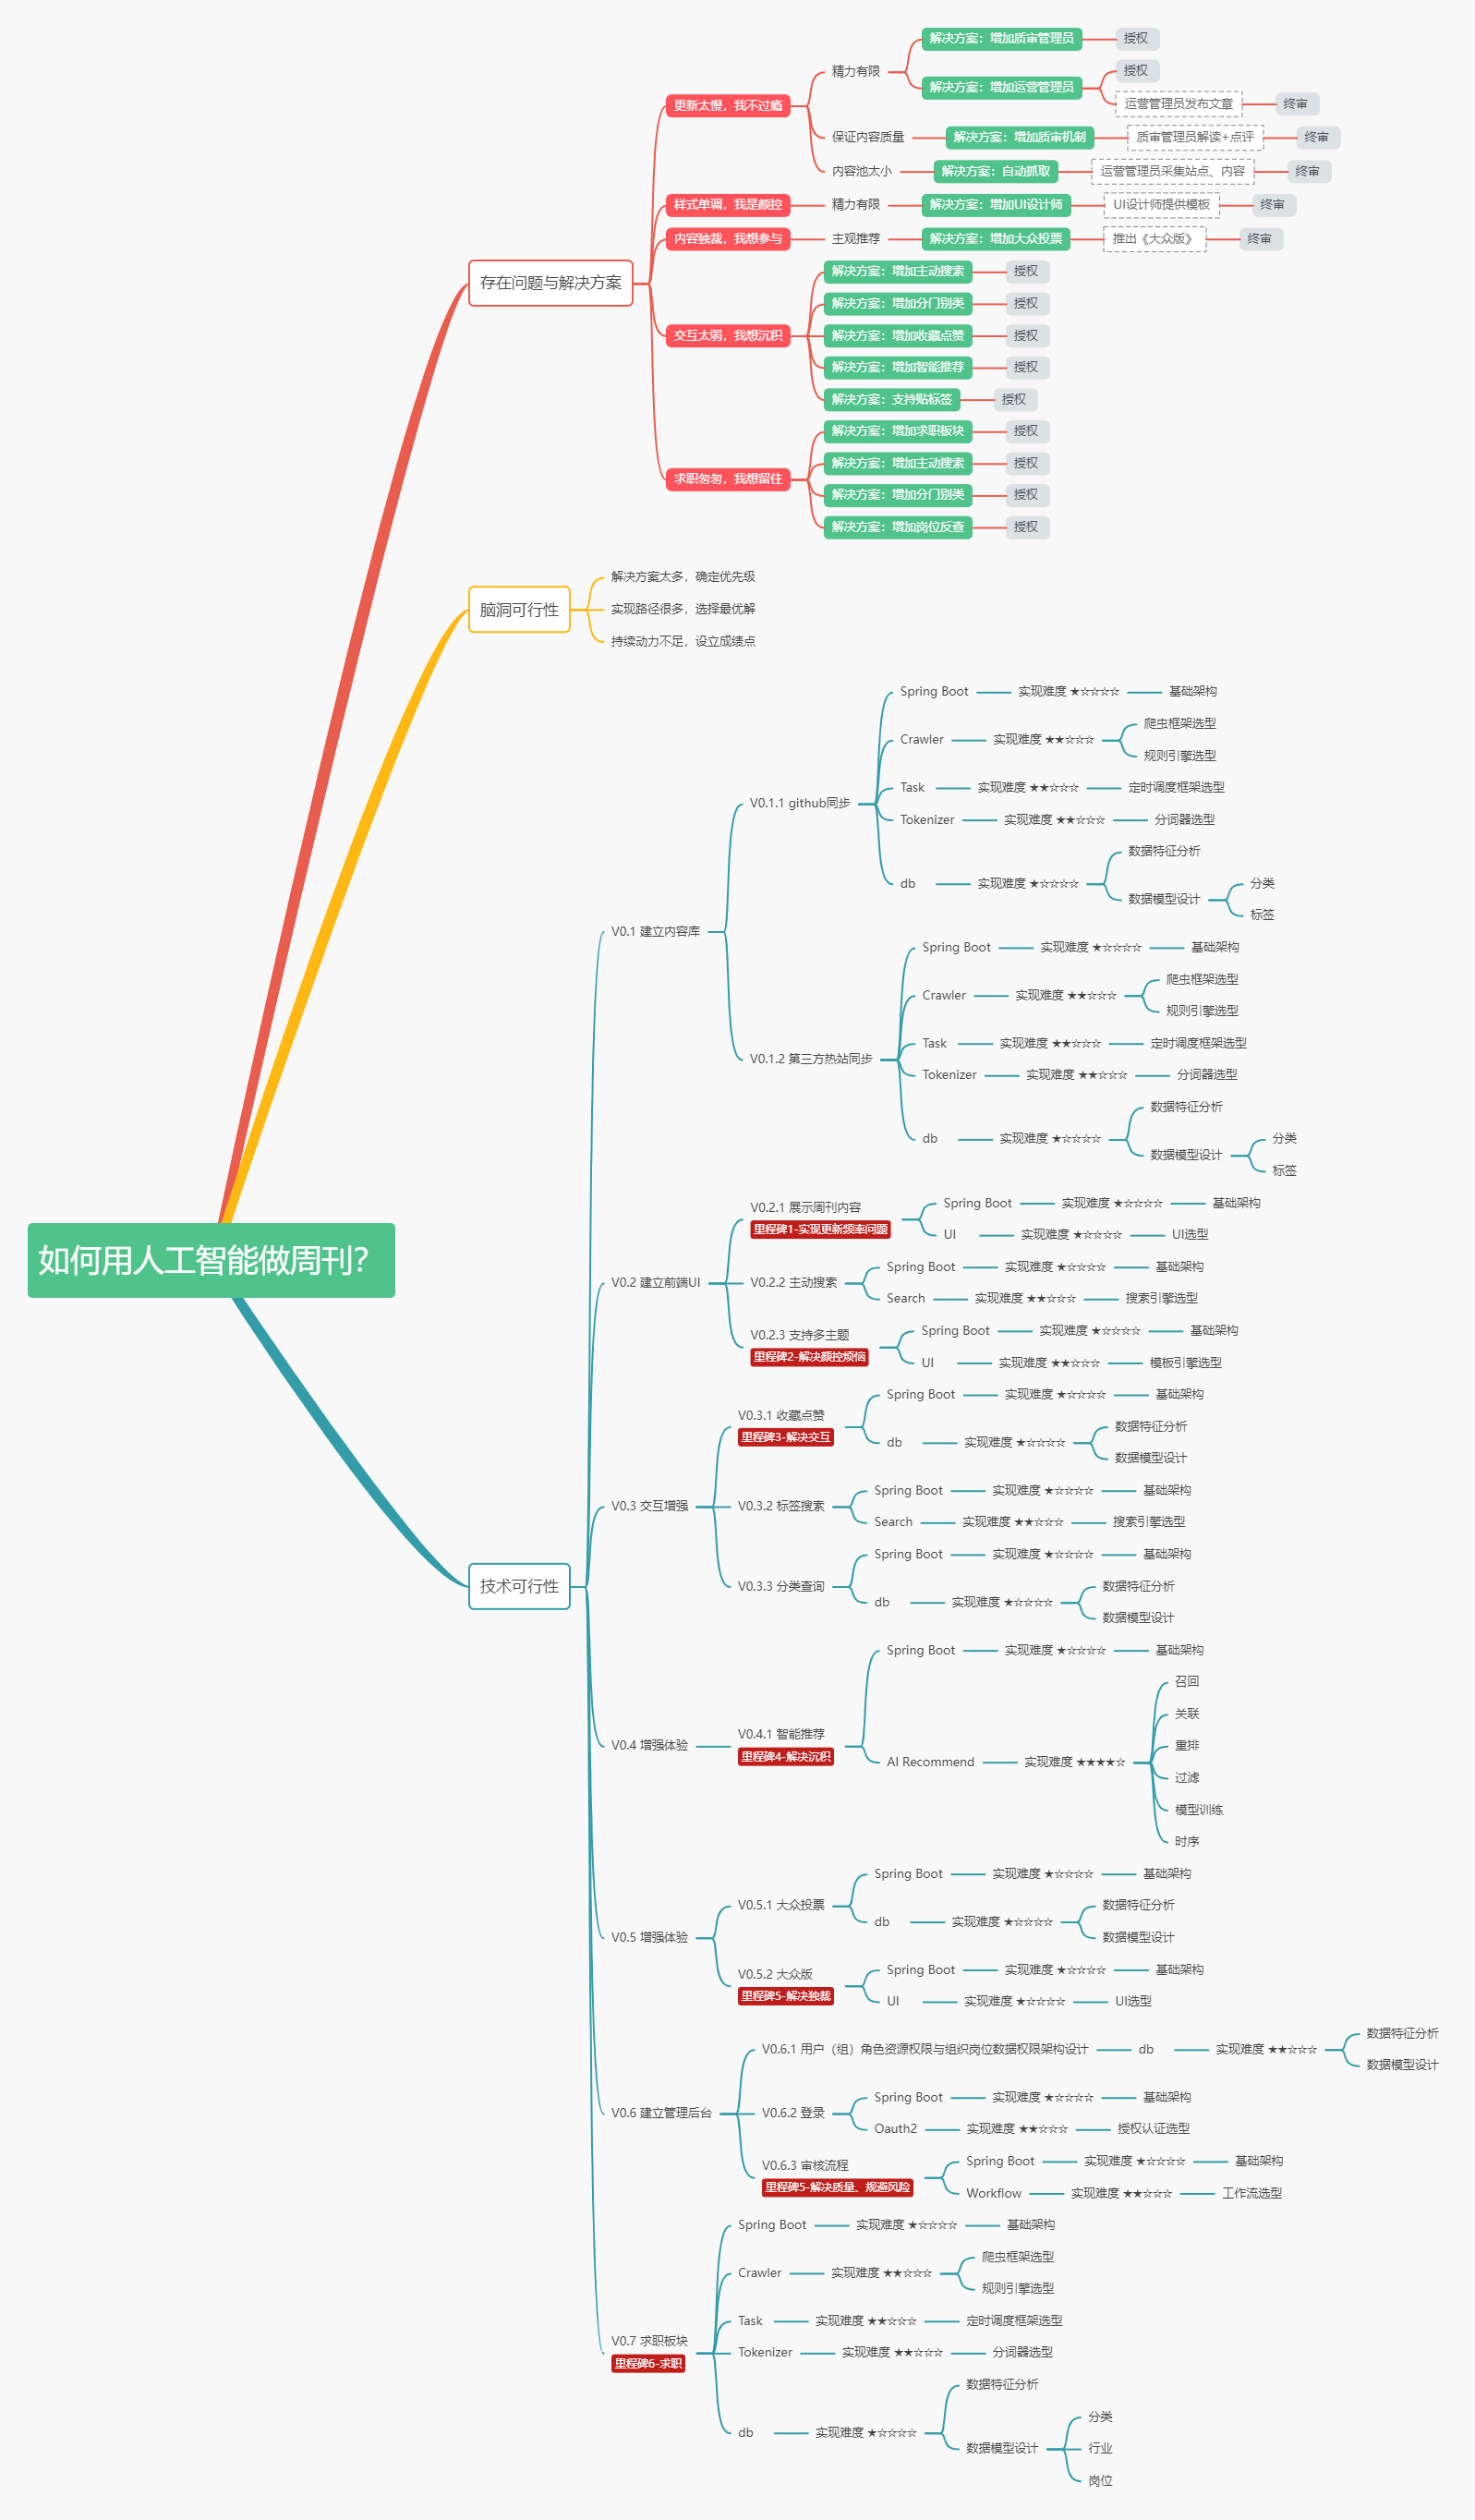 如何用人工智能做周刊？
存在问题与解决方案
更新太慢，我不过瘾
精力有限
解决方案：增加质审管理员
授权
解决方案：增加运营管理员
授权
运营管理员发布文章
终审
保证内容质量
解决方案：增加质审机制
质审管理员解读+点评
终审
内容池太小
解决方案：自动抓取
运营管理员采集站点、内容
终审
样式单调，我是颜控
精力有限
解决方案：增加UI设计师
UI设计师提供模板
终审
内容独裁，我想参与
主观推荐
解决方案：增加大众投票
推出《大众版》
终审
交互太弱，我想沉积
解决方案：增加主动搜索
授权
解决方案：增加分门别类
授权
解决方案：增加收藏点赞
授权
解决方案：增加智能推荐
授权
解决方案：支持贴标签
授权
求职匆匆，我想留住
解决方案：增加求职板块
授权
解决方案：增加主动搜索
授权
解决方案：增加分门别类
授权
解决方案：增加岗位反查
授权
脑洞可行性
解决方案太多，确定优先级
实现路径很多，选择最优解
持续动力不足，设立成绩点
技术可行性
V0.1 建立内容库
V0.1.1 github同步
Spring Boot
实现难度 ★☆☆☆☆
基础架构
Crawler
实现难度 ★★☆☆☆
爬虫框架选型
规则引擎选型
Task
实现难度 ★★☆☆☆
定时调度框架选型
Tokenizer
实现难度 ★★☆☆☆
分词器选型
db
实现难度 ★☆☆☆☆
数据特征分析
数据模型设计
分类
标签
V0.1.2 第三方热站同步
Spring Boot
实现难度 ★☆☆☆☆
基础架构
Crawler
实现难度 ★★☆☆☆
爬虫框架选型
规则引擎选型
Task
实现难度 ★★☆☆☆
定时调度框架选型
Tokenizer
实现难度 ★★☆☆☆
分词器选型
db
实现难度 ★☆☆☆☆
数据特征分析
数据模型设计
分类
标签
V0.2 建立前端UI
V0.2.1 展示周刊内容
里程碑1-实现更新频率问题
Spring Boot
实现难度 ★☆☆☆☆
基础架构
UI
实现难度 ★☆☆☆☆
UI选型
V0.2.2 主动搜索
Spring Boot
实现难度 ★☆☆☆☆
基础架构
Search
实现难度 ★★☆☆☆
搜索引擎选型
V0.2.3 支持多主题
里程碑2-解决颜控烦恼
Spring Boot
实现难度 ★☆☆☆☆
基础架构
UI
实现难度 ★★☆☆☆
模板引擎选型
V0.3 交互增强
V0.3.1 收藏点赞
里程碑3-解决交互
Spring Boot
实现难度 ★☆☆☆☆
基础架构
db
实现难度 ★☆☆☆☆
数据特征分析
数据模型设计
V0.3.2 标签搜索
Spring Boot
实现难度 ★☆☆☆☆
基础架构
Search
实现难度 ★★☆☆☆
搜索引擎选型
V0.3.3 分类查询
Spring Boot
实现难度 ★☆☆☆☆
基础架构
db
实现难度 ★☆☆☆☆
数据特征分析
数据模型设计
V0.4 增强体验
V0.4.1 智能推荐
里程碑4-解决沉积
Spring Boot
实现难度 ★☆☆☆☆
基础架构
AI Recommend
实现难度 ★★★★☆
召回
关联
重排
过滤
模型训练
时序
V0.5 增强体验
V0.5.1 大众投票
Spring Boot
实现难度 ★☆☆☆☆
基础架构
db
实现难度 ★☆☆☆☆
数据特征分析
数据模型设计
V0.5.2 大众版
里程碑5-解决独裁
Spring Boot
实现难度 ★☆☆☆☆
基础架构
UI
实现难度 ★☆☆☆☆
UI选型
V0.6 建立管理后台
V0.6.1 用户（组）角色资源权限与组织岗位数据权限架构设计
db
实现难度 ★★☆☆☆
数据特征分析
数据模型设计
V0.6.2 登录
Spring Boot
实现难度 ★☆☆☆☆
基础架构
Oauth2
实现难度 ★★☆☆☆
授权认证选型
V0.6.3 审核流程
里程碑5-解决质量、规避风险
Spring Boot
实现难度 ★☆☆☆☆
基础架构
Workflow
实现难度 ★★☆☆☆
工作流选型
V0.7 求职板块
里程碑6-求职
Spring Boot
实现难度 ★☆☆☆☆
基础架构
Crawler
实现难度 ★★☆☆☆
爬虫框架选型
规则引擎选型
Task
实现难度 ★★☆☆☆
定时调度框架选型
Tokenizer
实现难度 ★★☆☆☆
分词器选型
db
实现难度 ★☆☆☆☆
数据特征分析
数据模型设计
分类
行业
岗位